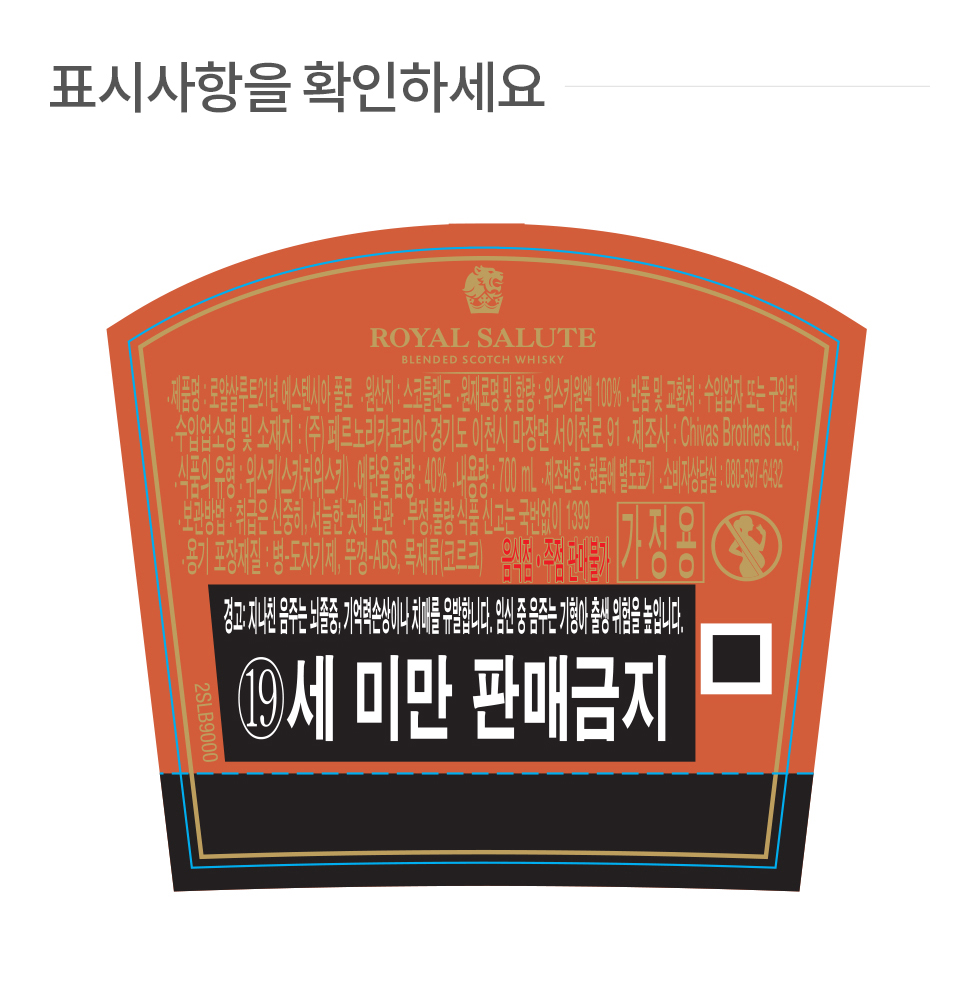 표시사항을 확인하세요
ROYAL SALUTE
BLENDED SCOTCH WHISKY
·제품명 : 로얄살루트21년 에스텐시아 폴로 ·원산지 : 스코틀랜드 ·원재료명 및 함량 : 위스키원액 100% ·반품 및 교환처 : 수입업자 또는 구입처
·수입업소명 및 소재지 : (주) 페르노리카코리아 경기도 이천시 마장면 서이천로 91 ·제조사 : Chivas Brothers Ltd.,
·식품의 유형 : 위스키(스카치위스키) ·에탄올 함량 : 40% ·내용량 : 700 mL ·제조번호 : 현품에 별도표기 ·소비자상담실 : 080-597-6432
·보관방법 : 취급은 신중히, 서늘한 곳에 보관 ·부정,불량 식품 신고는 국번없이 1399
·용기 포장재질 : 병-도자기제, 뚜껑-ABS, 목재류(코르크) 음식점·주점 판매불가 가정용
경고: 지나친 음주는 뇌졸중, 기억력손상이나 치매를 유발합니다. 임신 중 음주는 기형아 출생 위험을 높입니다.
⑲세 미만 판매금지
2SLB9000